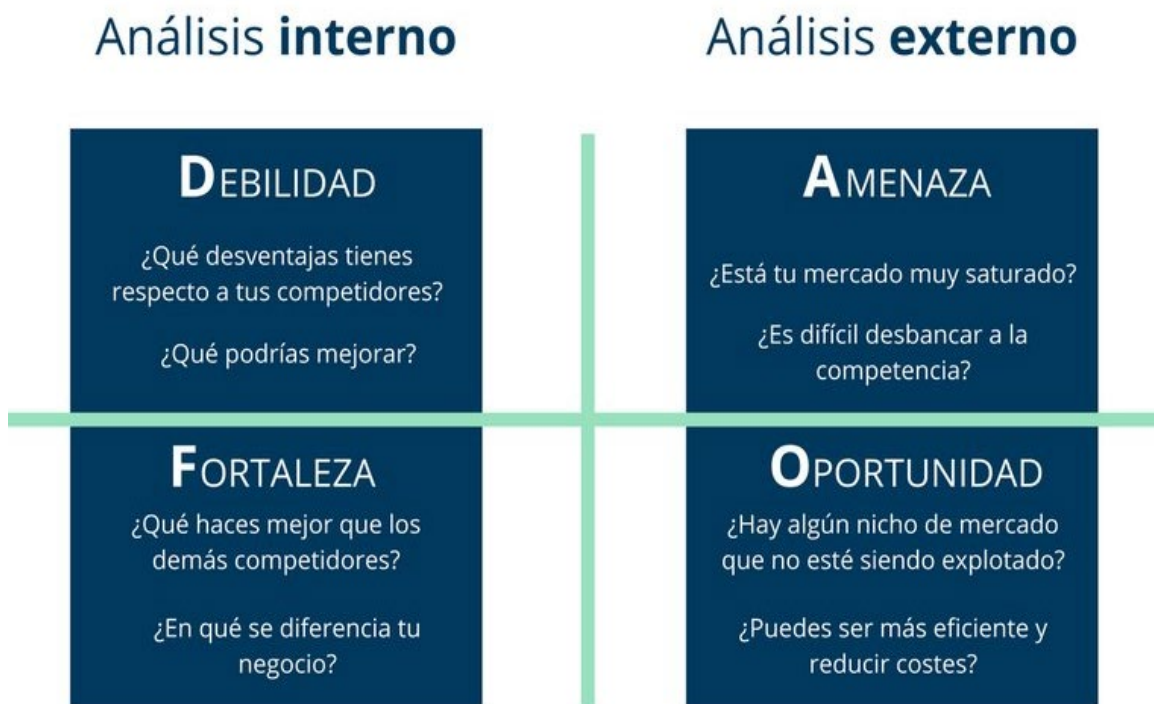 Análisis interno
Análisis externo
DEBILIDAD
¿Qué desventajas tienes
respecto a tus competidores?
¿Qué podrías mejorar?
AMENAZA
¿Está tu mercado muy saturado?
¿Es difícil desbancar a la
competencia?
FORTALEZA
¿Qué haces mejor que los
demás competidores?
¿En qué se diferencia tu
negocio?
OPORTUNIDAD
¿Hay algún nicho de mercado
que no esté siendo explotado?
¿Puedes ser más eficiente y
reducir costes?